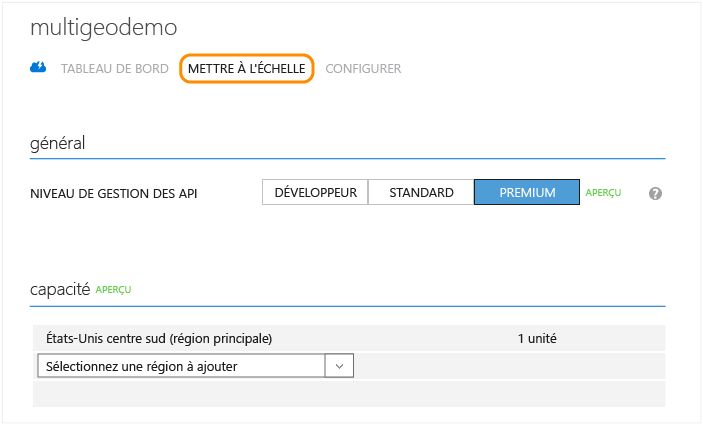 multigeodemo
TABLEAU DE BORD METTRE À L'ÉCHELLE CONFIGURER
général
NIVEAU DE GESTION DES API DÉVELOPPEUR STANDARD PREMIUM APERÇU ?
capacité APERÇU
États-Unis centre sud (région principale) 1 unité
Sélectionnez une région à ajouter